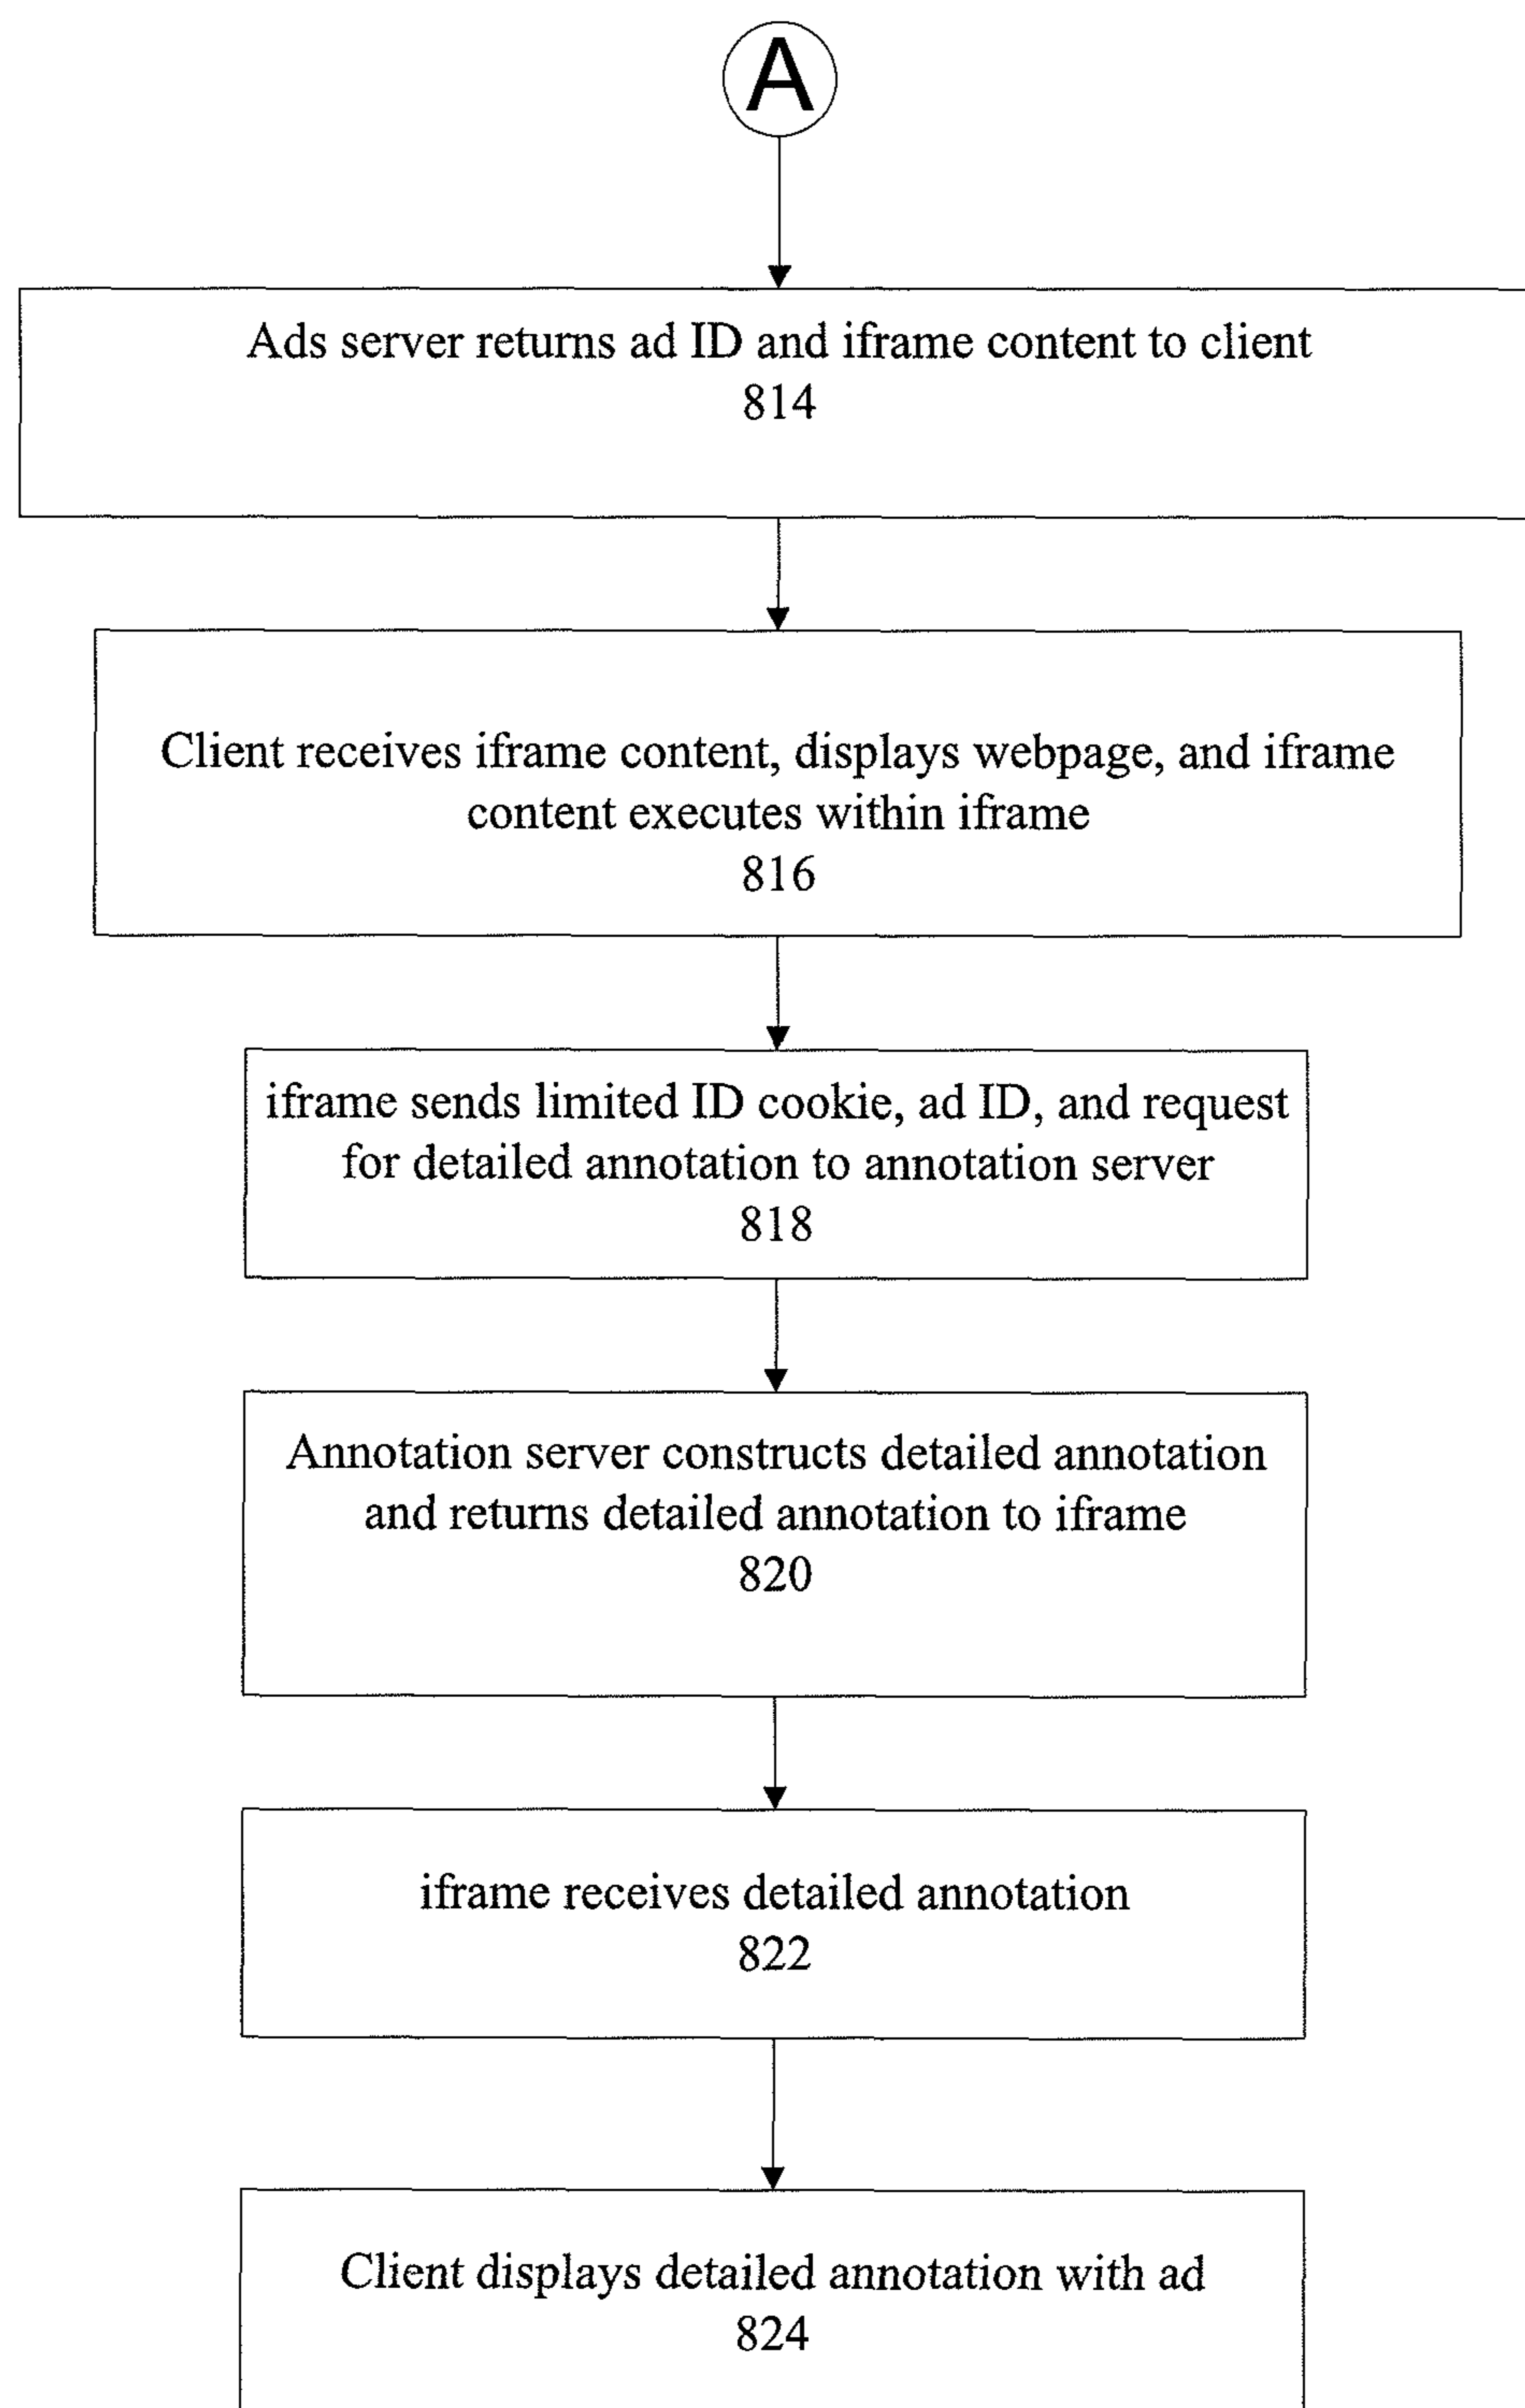 A
Ads server returns ad ID and iframe content to client
814
Client receives iframe content, displays webpage, and iframe
content executes within iframe
816
iframe sends limited ID cookie, ad ID, and request
for detailed annotation to annotation server
818
Annotation server constructs detailed annotation
and returns detailed annotation to iframe
820
iframe receives detailed annotation
822
Client displays detailed annotation with ad
824